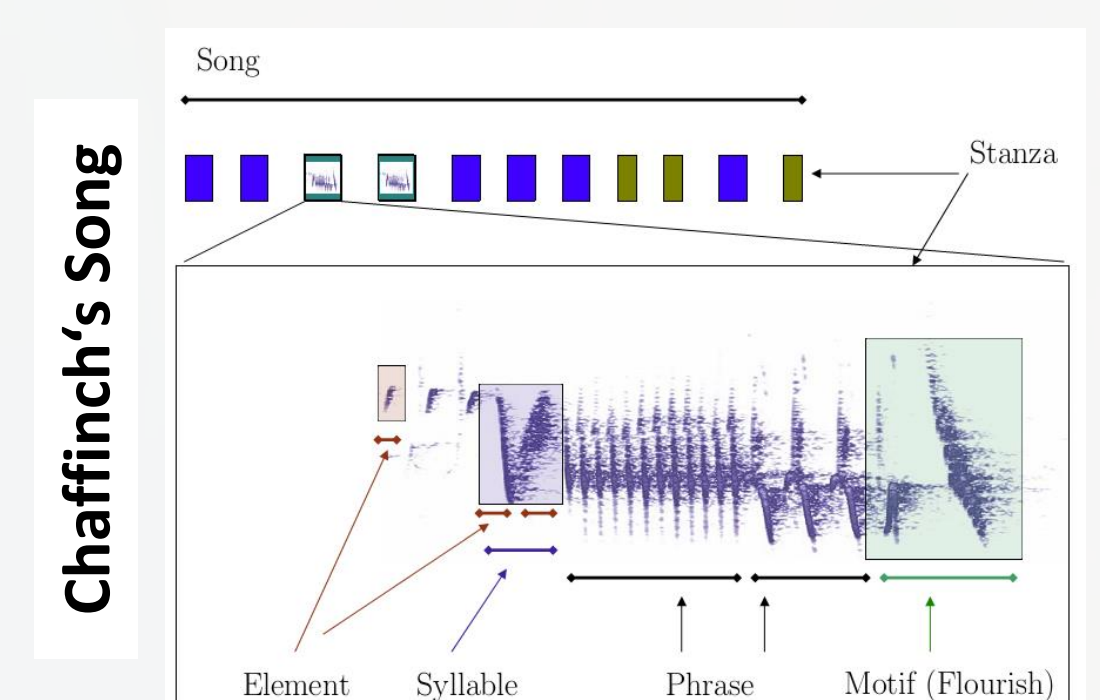 Chaffinch‘s Song
Song
Stanza
Element
Syllable
Phrase
Motif (Flourish)